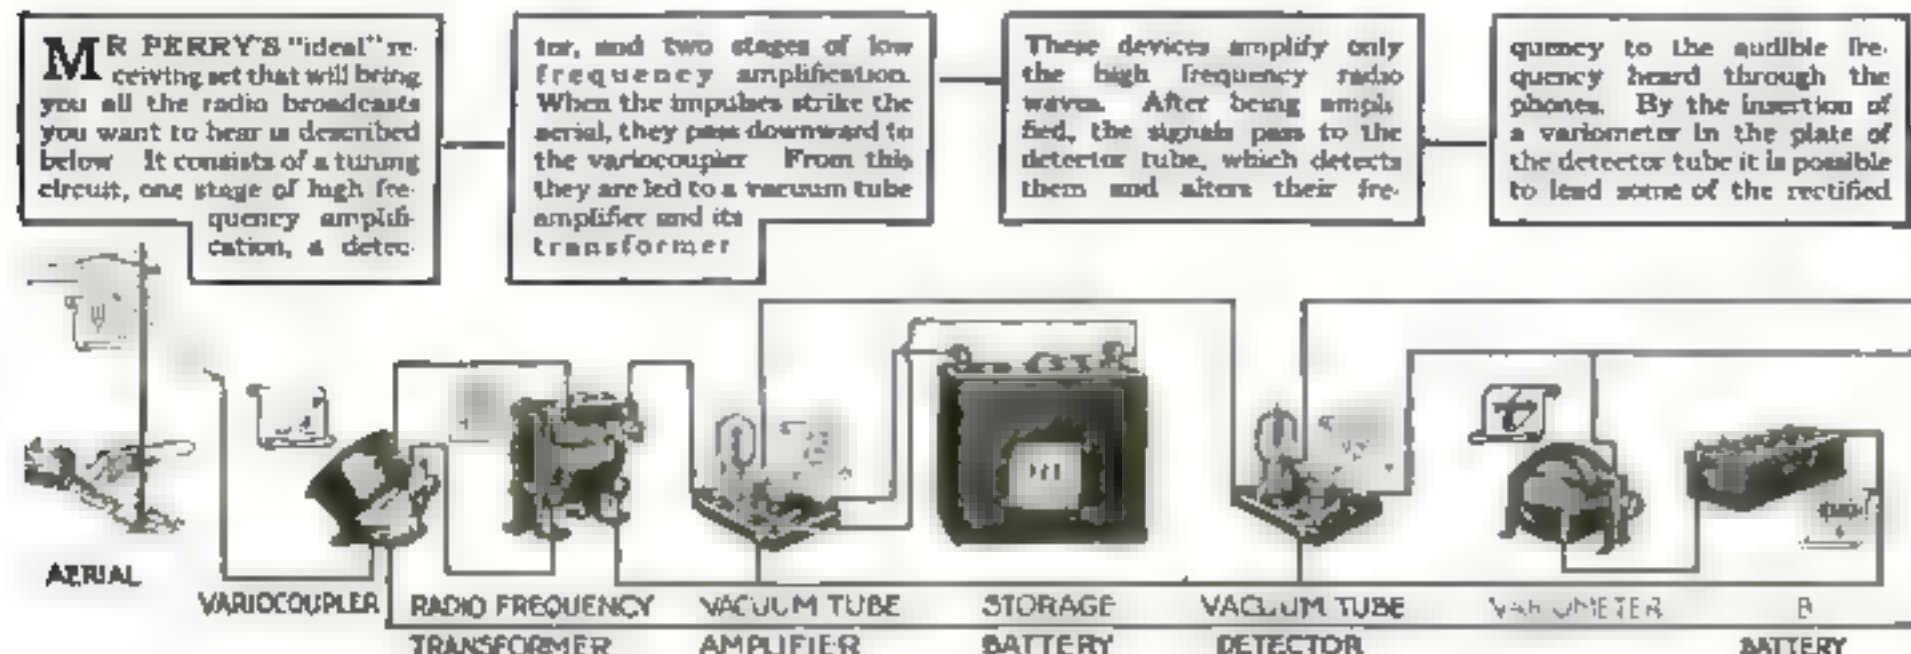 MR PERRY'S "ideal" re-
ceiving set that will bring
you all the radio broadcasts
you want to hear is described
below It consists of a tuning
circuit, one stage of high fre-
quency amplifi-
cation, a detec-
tor, and two stages of low
frequency amplification.
When the impulses strike the
aerial, they pass downward to
the variocoupler From this
they are led to a vacuum tube
amplifier and its
transformer
These devices amplify only
the high frequency radio
waves. After being ampli
fied, the signals pass to the
detector tube, which detects
them and alters their fre-
quency to the audible fre-
quency heard through the
phones. By the insertion of
a variometer in the plate of
the detector tube it is possible
to lead some of the rectified
AERIAL
VARIOCOUPLER
RADIO FREQUENCY
TRANSFORMER
VACUUM TUBE
AMPLIFIER
STORAGE
BATTERY
VACUUM TUBE
DETECTOR
VARIOMETER
B
BATTERY